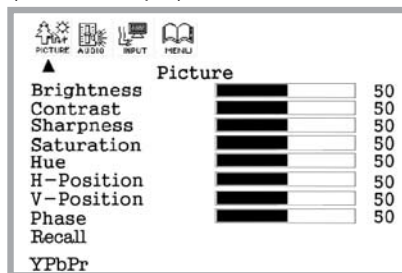 PICTURE AUDIO INPUT MENU
Picture
Brightness 50
Contrast 50
Sharpness 50
Saturation 50
Hue 50
H-Position 50
V-Position 50
Phase 50
Recall
YPbPr